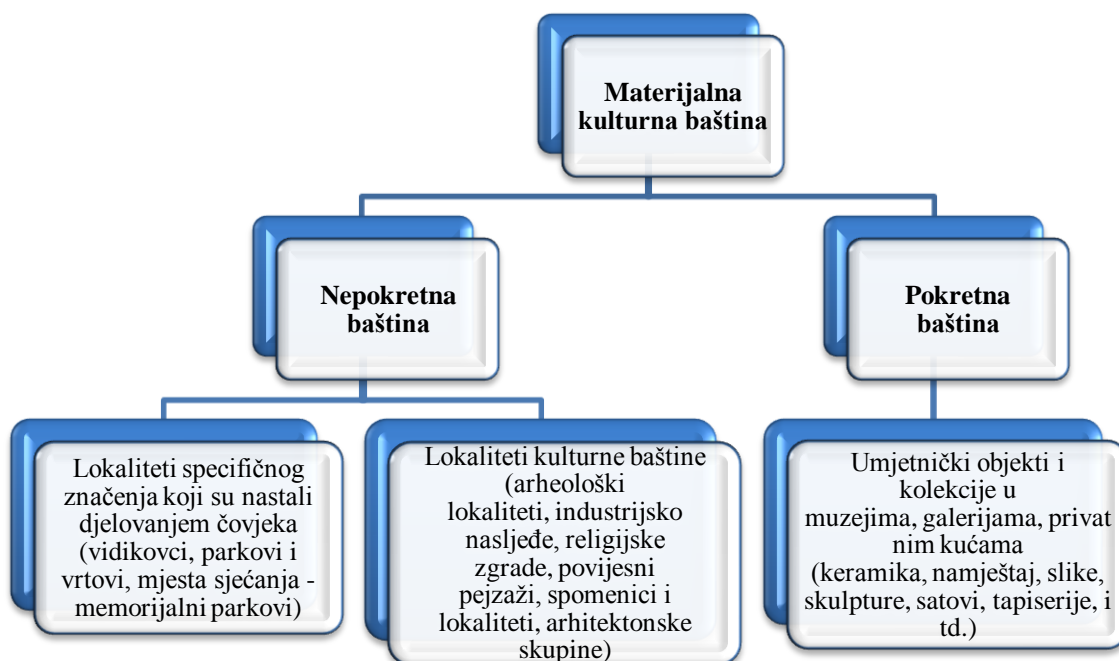 Materijalna
kulturna baština
Nepokretna
baština
Pokretna
baština
Lokaliteti specifičnog
značenja koji su nastali
djelovanjem čovjeka
(vidikovci, parkovi i
vrtovi, mjesta sjećanja -
memorijalni parkovi)
Lokaliteti kulturne baštine
(arheološki
lokaliteti, industrijsko
nasljeđe, religijske
zgrade, povijesni
pejzaži, spomenici i
lokaliteti, arhitektonske
skupine)
Umjetnički objekti i
kolekcije u
muzejima, galerijama, privat
nim kućama
(keramika, namještaj, slike,
skulpture, satovi, tapiserije, i
td.)